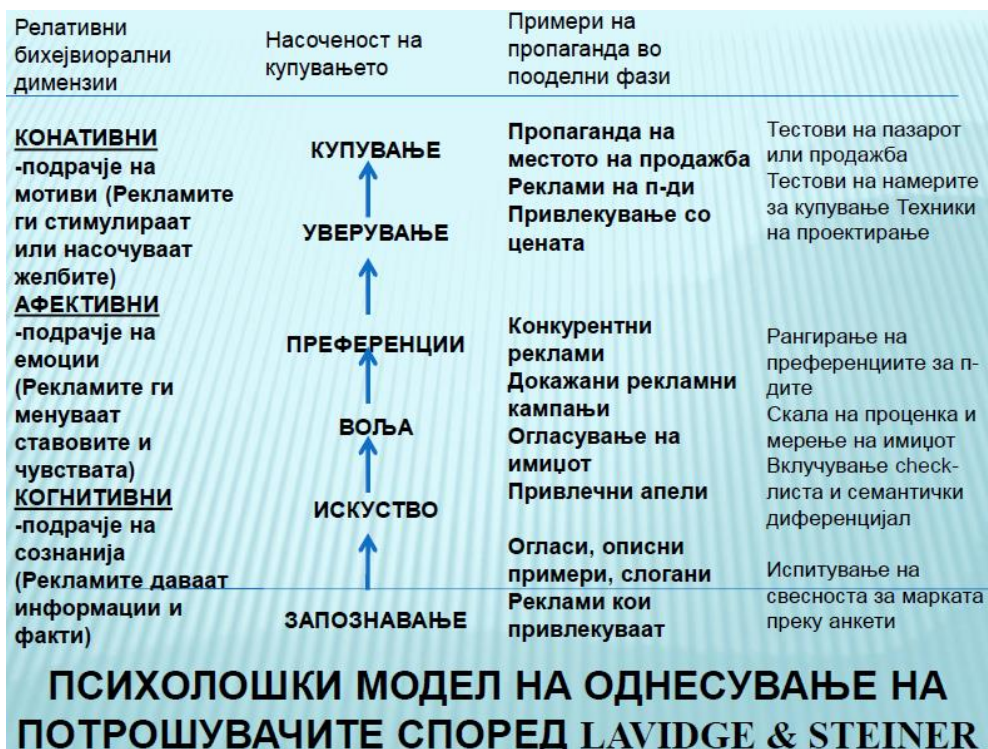 Релативни
бихејвиорални
димензии
Насоченост на
купувањето
Примери на
пропаганда во
пооделни фази
КОНАТИВНИ
-подрачје на
мотиви (Рекламите
ги стимулираат
или насочуваат
желбите)
АФЕКТИВНИ
-подрачје на
емоции
(Рекламите ги
менуваат
ставовите и
чувствата)
КОГНИТИВНИ
-подрачје на
сознанија
(Рекламите даваат
информации и
факти)
КУПУВАЊЕ
УВЕРУВАЊЕ
ПРЕФЕРЕНЦИИ
ВОЉА
ИСКУСТВО
ЗАПОЗНАВАЊЕ
Пропаганда на
местото на продажба
Реклами на п-ди
Привлекување со
цената
Конкурентни
реклами
Докажани рекламни
кампањи
Огласување на
имиџот
Привлечни апели
Огласи, описни
примери, слогани
Реклами кои
привлекуваат
Тестови на пазарот
или продажба
Тестови на намерите
за купување Техники
на проектирање
Рангирање на
преференциите за п-
дите
Скала на проценка и
мерење на имиџот
Вклучување check-
листа и семантички
диференцијал
Испитување на
свесноста за марката
преку анкети
ПСИХОЛОШКИ МОДЕЛ НА ОДНЕСУВАЊЕ НА
ПОТРОШУВАЧИТЕ СПОРЕД LAVIDGE & STEINER